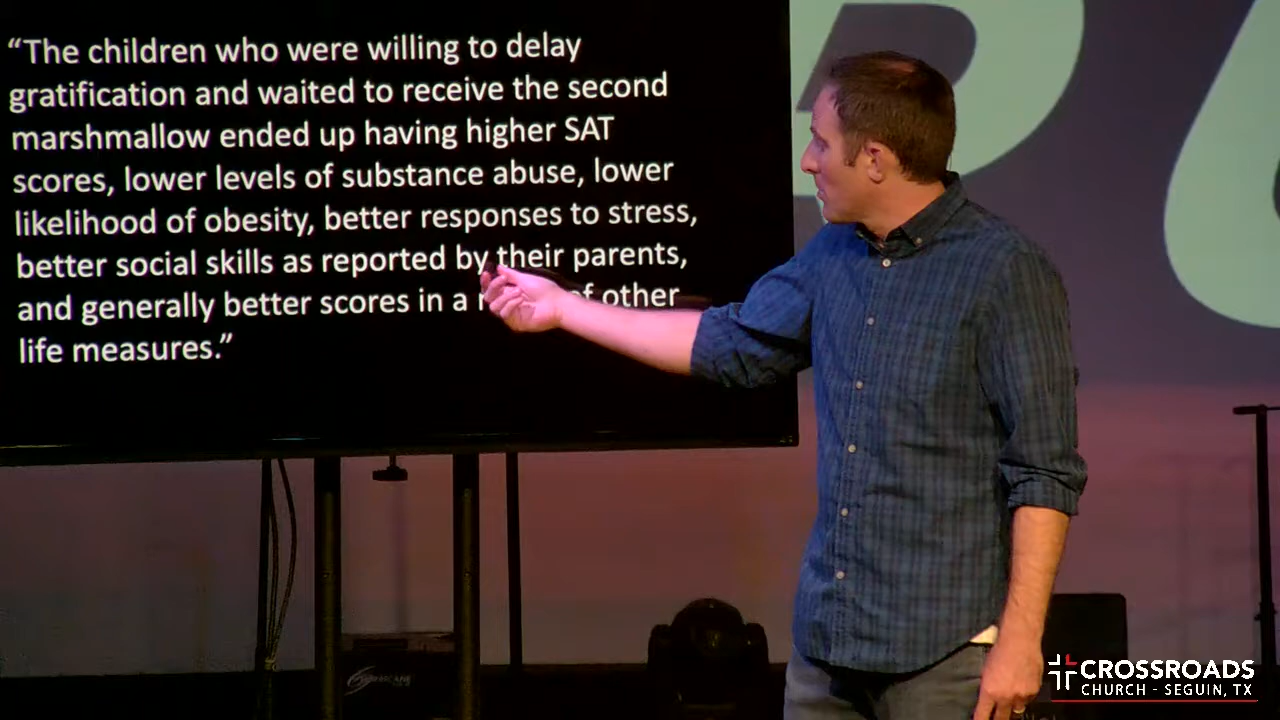 “The children who were willing to delay
gratification and waited to receive the second
marshmallow ended up having higher SAT
scores, lower levels of substance abuse, lower
likelihood of obesity, better responses to stress,
better social skills as reported by their parents,
and generally better scores in a of other
life measures.”
CROSSROADS
CHURCH - SEGUIN, TX